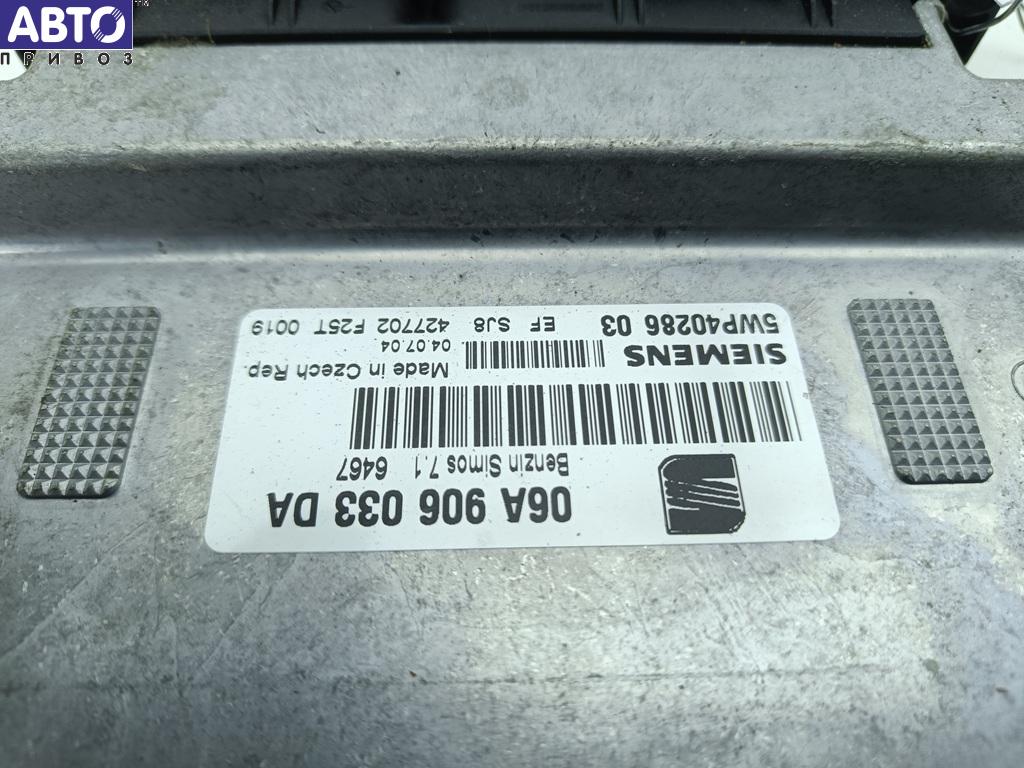 АВТО
ПРИВОЗ
06A 906 033 DA
Benzin Simos 7.1 6467
SIEMENS
Made in Czech Rep.
04.07.04
5WP40286 03
EF SJ8 427702 F25T 0019